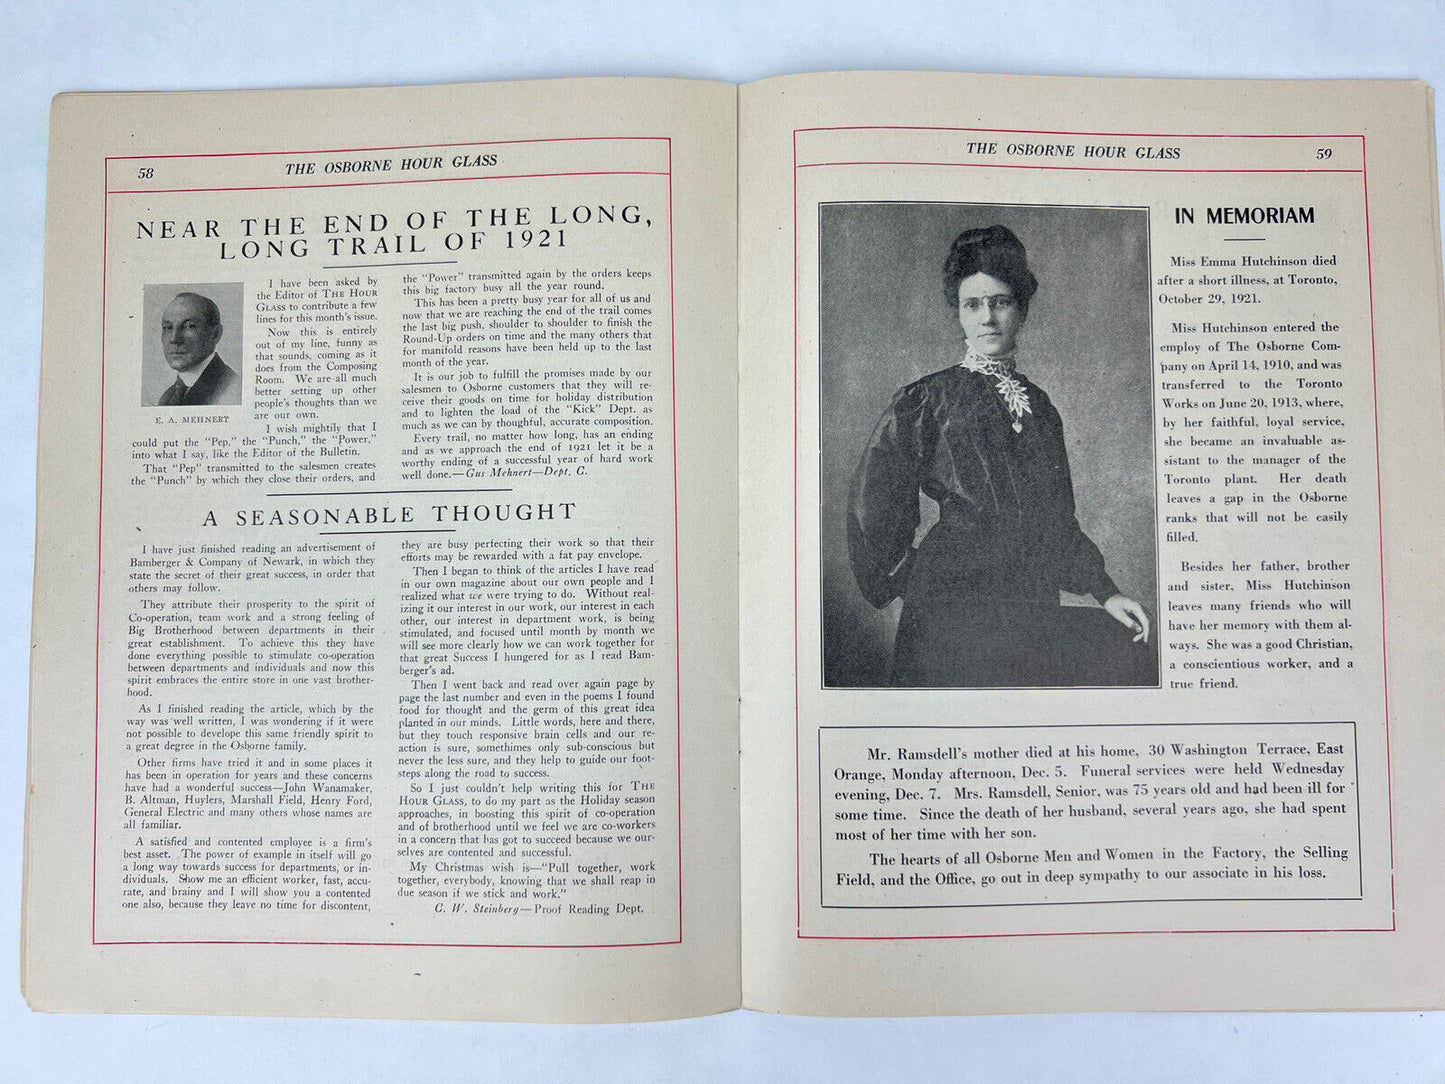 58
THE OSBORNE HOUR GLASS
NEAR THE END OF THE LONG,
LONG TRAIL OF 1921
E. A. MEHNERT
I have been asked by
the Editor of THE HOUR
GLASS to contribute a few
lines for this month's issue.
Now this is entirely
out of my line, funny as
that sounds, coming as it
does from the Composing
Room. We are all much
better setting up other
people's thoughts than we
are our own.
I wish mightily that I
could put the "Pep," the "Punch," the "Power,"
into what I say, like the Editor of the Bulletin.
That "Pep" transmitted to the salesmen creates
the "Punch" by which they close their orders, and
the "Power" transmitted again by the orders keeps
this big factory busy all the year round.
This has been a pretty busy year for all of us and
now that we are reaching the end of the trail comes
the last big push, shoulder to shoulder to finish the
Round-Up orders on time and the many others that
for manifold reasons have been held up to the last
month of the year.
It is our job to fulfill the promises made by our
salesmen to Osborne customers that they will re-
ceive their goods on time for holiday distribution
and to lighten the load of the "Kick" Dept. as
much as we can by thoughtful, accurate composition.
Every trail, no matter how long, has an ending
and as we approach the end of 1921 let it be a
worthy ending of a successful year of hard work
well done.—Gus Mehnert—Dept. C.
A SEASONABLE THOUGHT
I have just finished reading an advertisement of
Bamberger & Company of Newark, in which they
state the secret of their great success, in order that
others may follow.
They attribute their prosperity to the spirit of
Co-operation, team work and a strong feeling of
Big Brotherhood between departments in their
great establishment. To achieve this they have
done everything possible to stimulate co-operation
between departments and individuals and now this
spirit embraces the entire store in one vast brother-
hood.
As I finished reading the article, which by the
way was well written, I was wondering if it were
not possible to develope this same friendly spirit to
a great degree in the Osborne family.
Other firms have tried it and in some places it
has been in operation for years and these concerns
have had a wonderful success—John Wanamaker,
B. Altman, Huylers, Marshall Field, Henry Ford,
General Electric and many others whose names are
all familiar.
A satisfied and contented employee is a firm's
best asset. The power of example in itself will go
a long way towards success for departments, or in-
dividuals. Show me an efficient worker, fast, accu-
rate, and brainy and I will show you a contented
one also, because they leave no time for discontent,
they are busy perfecting their work so that their
efforts may be rewarded with a fat pay envelope.
Then I began to think of the articles I have read
in our own magazine about our own people and I
realized what we were trying to do. Without real-
izing it our interest in our work, our interest in each
other, our interest in department work, is being
stimulated, and focused until month by month we
will see more clearly how we can work together for
that great Success I hungered for as I read Bam-
berger's ad.
Then I went back and read over again page by
page the last number and even in the poems I found
food for thought and the germ of this great idea
planted in our minds. Little words, here and there,
but they touch responsive brain cells and our re-
action is sure, somethimes only sub-conscious but
never the less sure, and they help to guide our foot-
steps along the road to success.
So I just couldn't help writing this for THE
HOUR GLASS, to do my part as the Holiday season
approaches, in boosting this spirit of co-operation
and of brotherhood until we feel we are co-workers
in a concern that has got to succeed because we our-
selves are contented and successful.
My Christmas wish is—"Pull together, work
together, everybody, knowing that we shall reap in
due season if we stick and work."
C. W. Steinberg—Proof Reading Dept.
THE OSBORNE HOUR GLASS
59
IN MEMORIAM
Miss Emma Hutchinson died
after a short illness, at Toronto,
October 29, 1921.
Miss Hutchinson entered the
employ of The Osborne Com-
pany on April 14, 1910, and was
transferred to the Toronto
Works on June 20, 1913, where,
by her faithful, loyal service,
she became an invaluable as-
sistant to the manager of the
Toronto plant. Her death
leaves a gap in the Osborne
ranks that will not be easily
filled.
Besides her father, brother
and sister, Miss Hutchinson
leaves many friends who will
have her memory with them al-
ways. She was a good Christian,
a conscientious worker, and a
true friend.
Mr. Ramsdell's mother died at his home, 30 Washington Terrace, East
Orange, Monday afternoon, Dec. 5. Funeral services were held Wednesday
evening, Dec. 7. Mrs. Ramsdell, Senior, was 75 years old and had been ill for
some time. Since the death of her husband, several years ago, she had spent
most of her time with her son.
The hearts of all Osborne Men and Women in the Factory, the Selling
Field, and the Office, go out in deep sympathy to our associate in his loss.